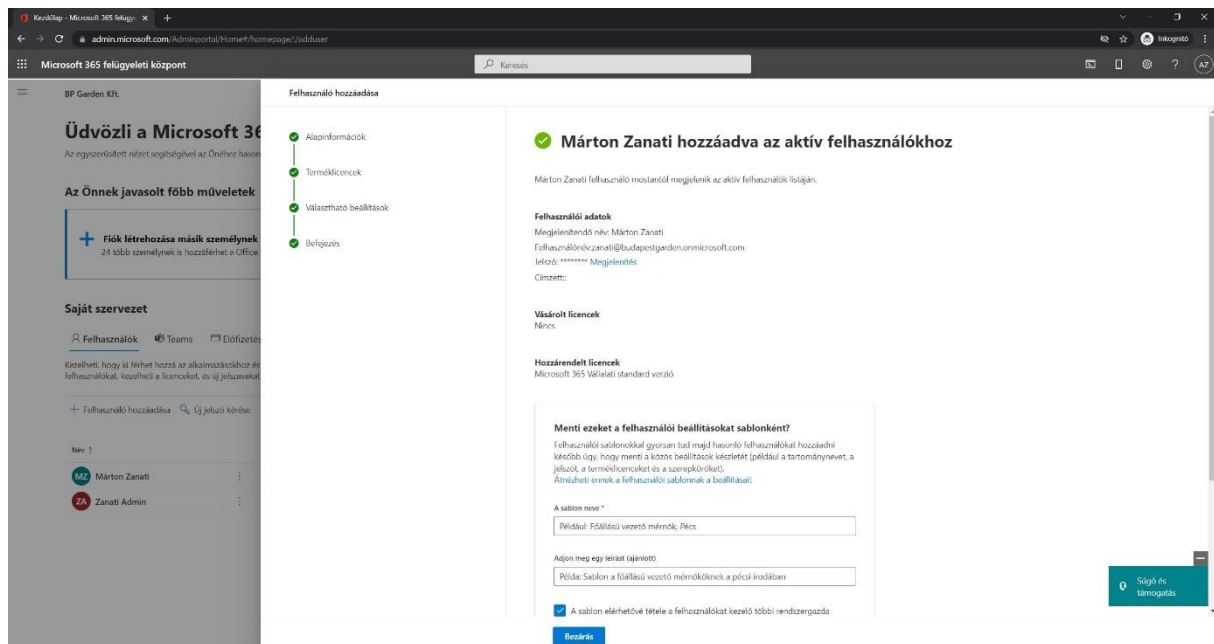 Kezdőlap - Microsoft 365 felügye
admin.microsoft.com/Adminportal/Home#/homepage/:/adduser
Inkognitó
Microsoft 365 felügyeleti központ
Keresés
AZ
BP Garden Kft.
Üdvözli a Microsoft 36
Az egyszerűsített nézet segítségével az Önéhez hason
Az Önnek javasolt főbb műveletek
Fiók létrehozása másik személynek
24 több személynek is hozzáférhet a Office.
Saját szervezet
Felhasználók Teams Előfizetés
Kezelheti, hogy ki férhet hozzá az alkalmazásokhoz és
felhasználókat, kezelheti a licenceket, és új jelszavakat
Felhasználó hozzáadása Új jelszó kérése
Név ↑
MZ Márton Zanati
ZA Zanati Admin
Felhasználó hozzáadása
Alapinformációk
Terméklicencek
Választható beállítások
Befejezés
Márton Zanati hozzáadva az aktív felhasználókhoz
Márton Zanati felhasználó mostantól megjelenik az aktív felhasználók listáján.
Felhasználói adatok
Megjelenítendő név: Márton Zanati
Felhasználónév:zanati@budapestgarden.onmicrosoft.com
Jelszó: ******** Megjelenítés
Címzett::
Vásárolt licencek
Nincs
Hozzárendelt licencek
Microsoft 365 Vállalati standard verzió
Menti ezeket a felhasználói beállításokat sablonként?
Felhasználói sablonokkal gyorsan tud majd hasonló felhasználókat hozzáadni
később úgy, hogy menti a közös beállítások készletét (például a tartománynevet, a
jelszót, a terméklicenceket és a szerepköröket).
Átnézheti ennek a felhasználói sablonnak a beállításait
A sablon neve *
Például: Főállású vezető mérnök, Pécs
Adjon meg egy leírást (ajánlott)
Példa: Sablon a főállású vezető mérnököknek a pécsi irodában
A sablon elérhetővé tétele a felhasználókat kezelő többi rendszergazda
Bezárás
Súgó és
támogatás